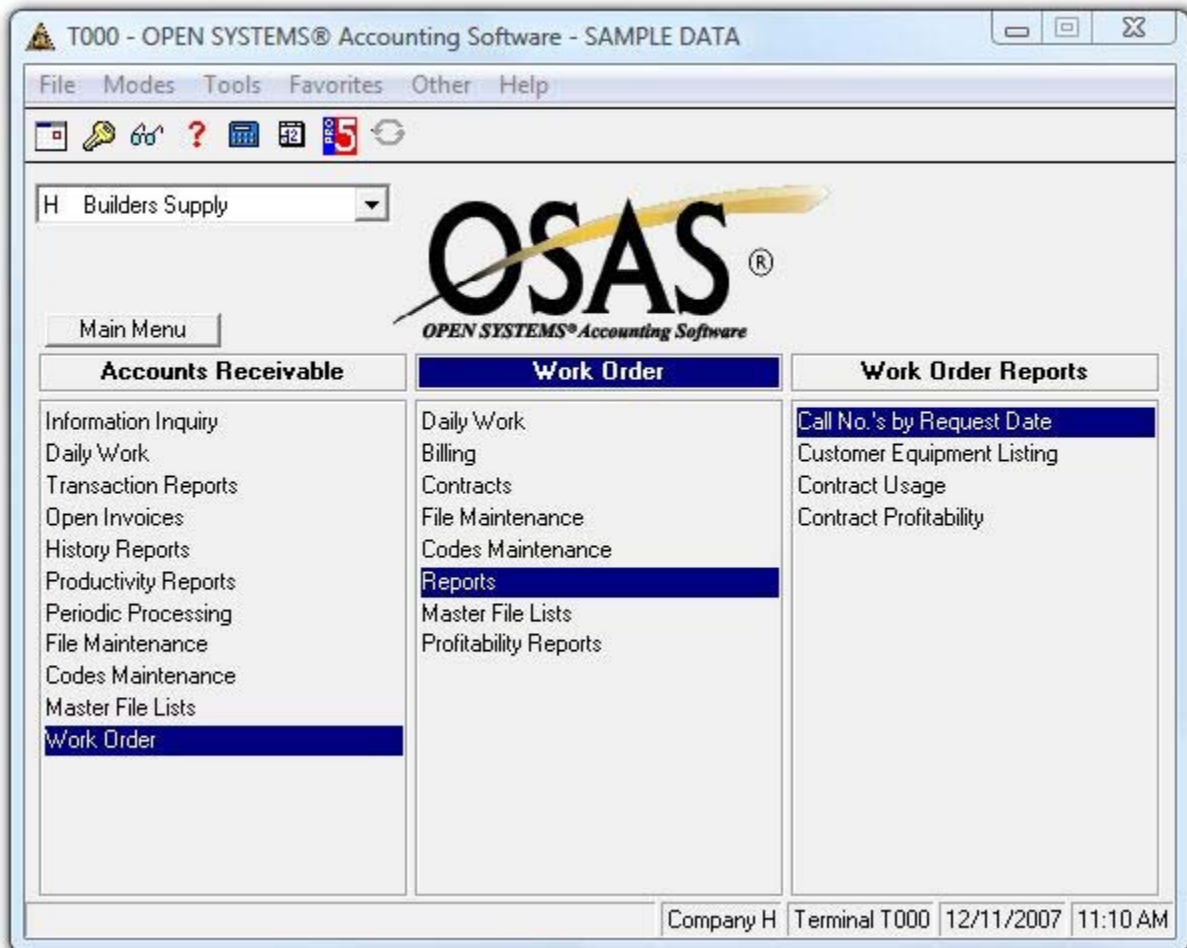 T000 - OPEN SYSTEMS® Accounting Software - SAMPLE DATA
File Modes Tools Favorites Other Help
? 12 PRO 5
H Builders Supply
OSAS ®
OPEN SYSTEMS® Accounting Software
Main Menu
Accounts Receivable
Information Inquiry
Daily Work
Transaction Reports
Open Invoices
History Reports
Productivity Reports
Periodic Processing
File Maintenance
Codes Maintenance
Master File Lists
Work Order
Work Order
Daily Work
Billing
Contracts
File Maintenance
Codes Maintenance
Reports
Master File Lists
Profitability Reports
Work Order Reports
Call No.'s by Request Date
Customer Equipment Listing
Contract Usage
Contract Profitability
Company H Terminal T000 12/11/2007 11:10 AM